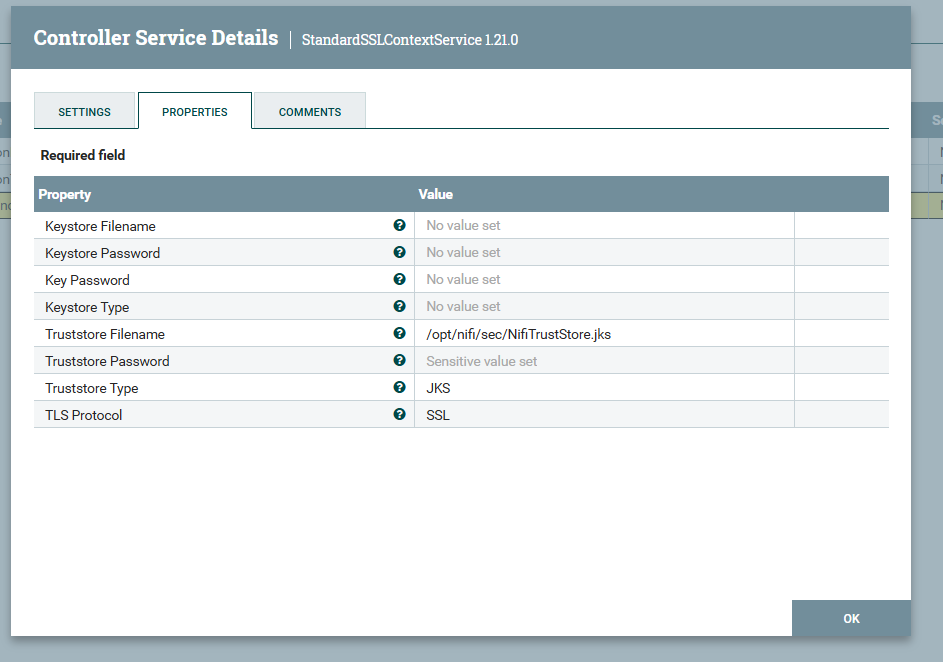 Controller Service Details | StandardSSLContextService 1.21.0
SETTINGS PROPERTIES COMMENTS
Required field
Property Value
Keystore Filename ? No value set
Keystore Password ? No value set
Key Password ? No value set
Keystore Type ? No value set
Truststore Filename ? /opt/nifi/sec/NifiTrustStore.jks
Truststore Password ? Sensitive value set
Truststore Type ? JKS
TLS Protocol ? SSL
OK